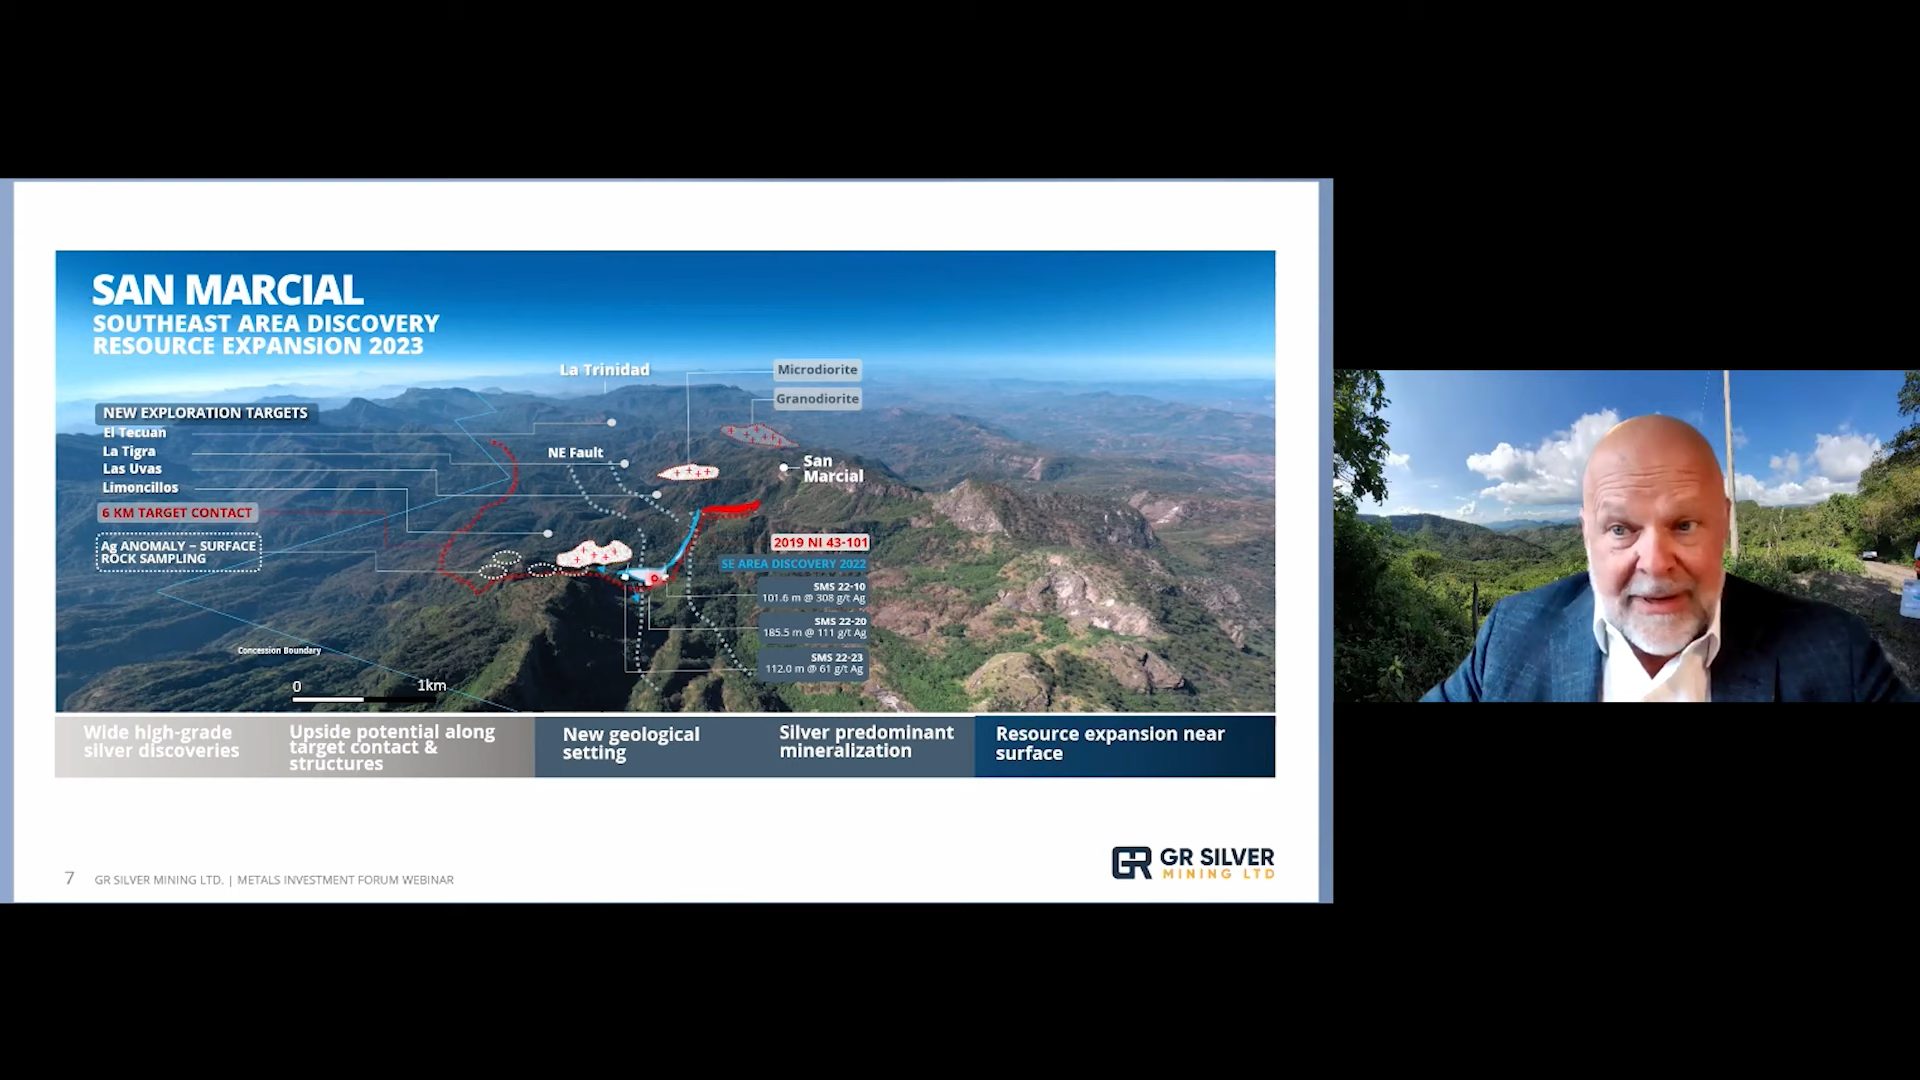 SAN MARCIAL
SOUTHEAST AREA DISCOVERY
RESOURCE EXPANSION 2023
La Trinidad
Microdiorite
Granodiorite
NEW EXPLORATION TARGETS
El Tecuan
La Tigra
Las Uvas
Limoncillos
NE Fault
San
Marcial
6 KM TARGET CONTACT
Ag ANOMALY – SURFACE
ROCK SAMPLING
2019 NI 43-101
SE AREA DISCOVERY 2022
SMS 22-10
101.6 m @ 308 g/t Ag
SMS 22-20
185.5 m @ 111 g/t Ag
SMS 22-23
112.0 m @ 61 g/t Ag
Concession Boundary
0 1km
Wide high-grade
silver discoveries
Upside potential along
target contact &
structures
New geological
setting
Silver predominant
mineralization
Resource expansion near
surface
GR GR SILVER
MINING LTD
7 GR SILVER MINING LTD. | METALS INVESTMENT FORUM WEBINAR